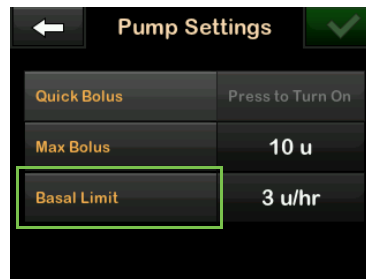 Pump Settings
Quick Bolus Press to Turn On
Max Bolus 10 u
Basal Limit 3 u/hr